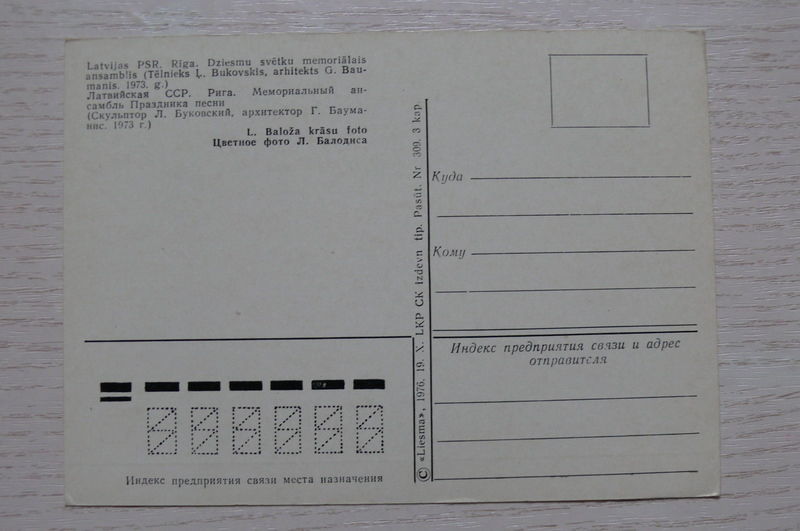 Latvijas PSR. Rīga. Dziesmu svētku memoriālais
ansamblis (Tēlnieks Ļ. Bukovskis, arhitekts G. Bau-
manis. 1973. g.)
Латвийская ССР. Рига. Мемориальный ан-
самбль Праздника песни
(Скульптор Л. Буковский, архитектор Г. Баума-
нис. 1973 г.)
L. Baloža krāsu foto
Цветное фото Л. Балодиса
© «Liesma», 1976. 19. X. LKP CK izdevn tip. Pasūt. Nr 309. 3 kap.
Куда
Кому
Индекс предприятия связи и адрес
отправителя
Индекс предприятия связи места назначения